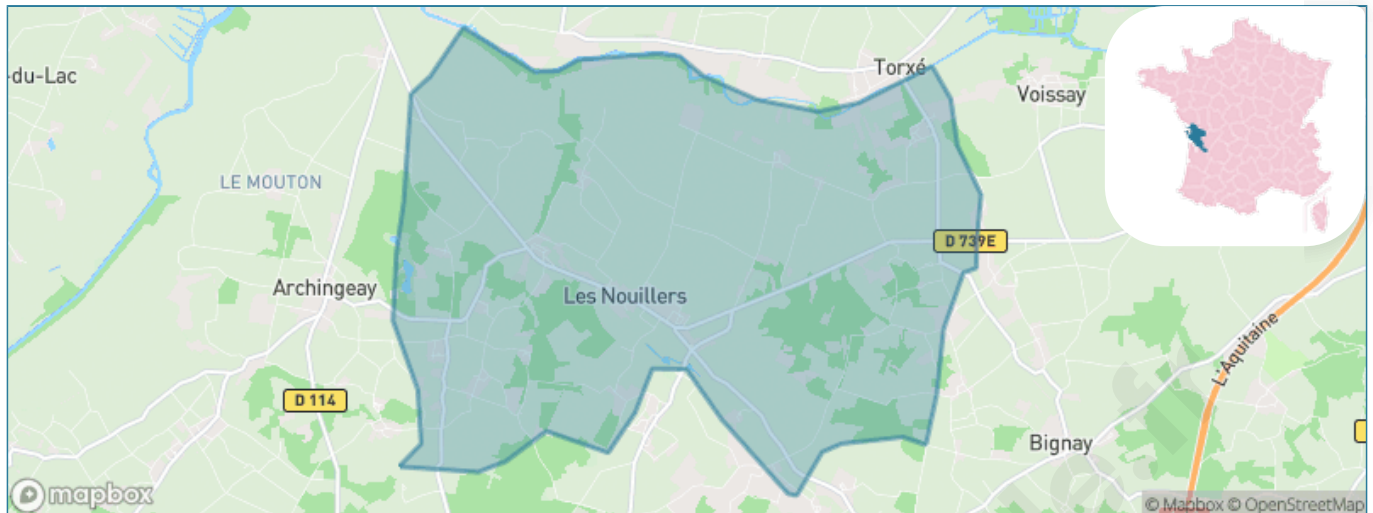 -du-Lac
Torxé
Voissay
LE MOUTON
D 739E
Archingeay
Les Nouillers
L'Aquitaine
D 114
Bignay
mapbox
© Mapbox © OpenStreetMap